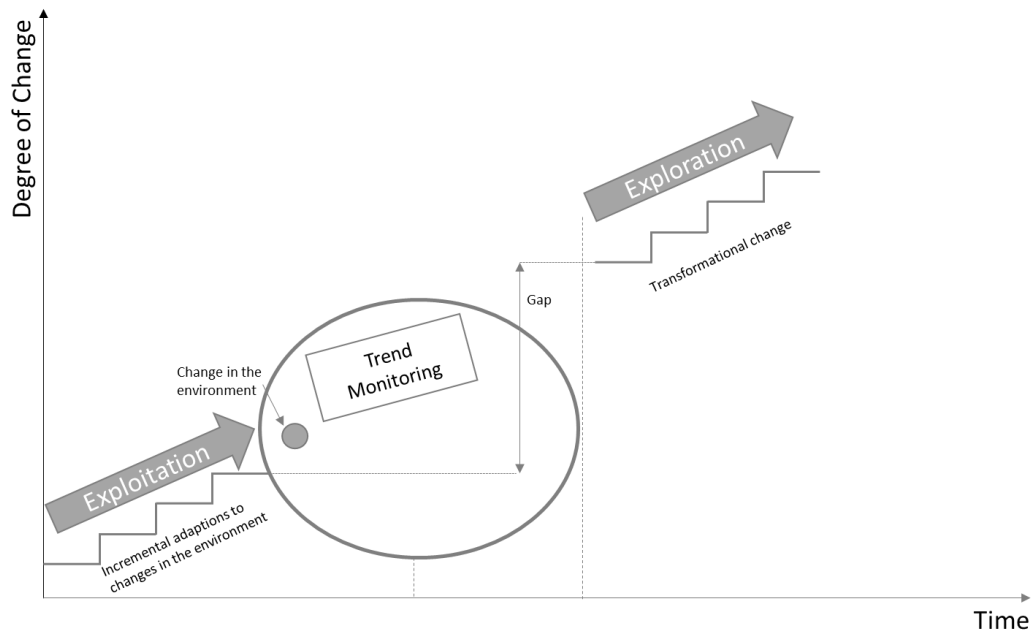 Degree of Change
Exploration
Transformational change
Gap
Trend
Monitoring
Change in the
environment
Exploitation
Incremental adaptions to
changes in the environment
Time